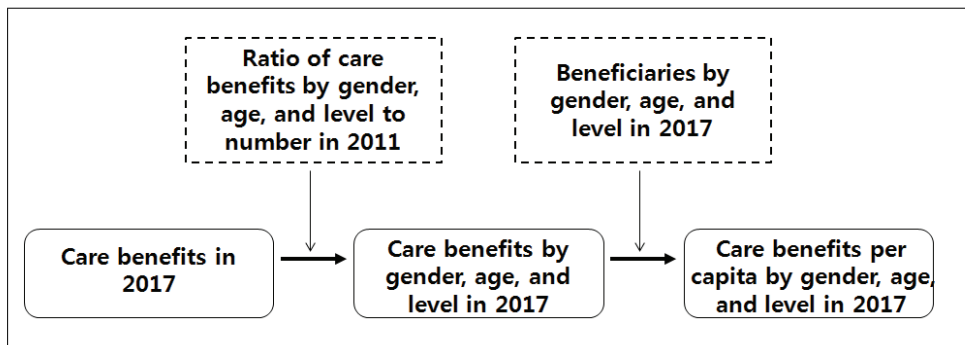 Ratio of care
benefits by gender,
age, and level to
number in 2011
Beneficiaries by
gender, age, and
level in 2017
Care benefits in
2017
Care benefits by
gender, age, and
level in 2017
Care benefits per
capita by gender, age,
and level in 2017